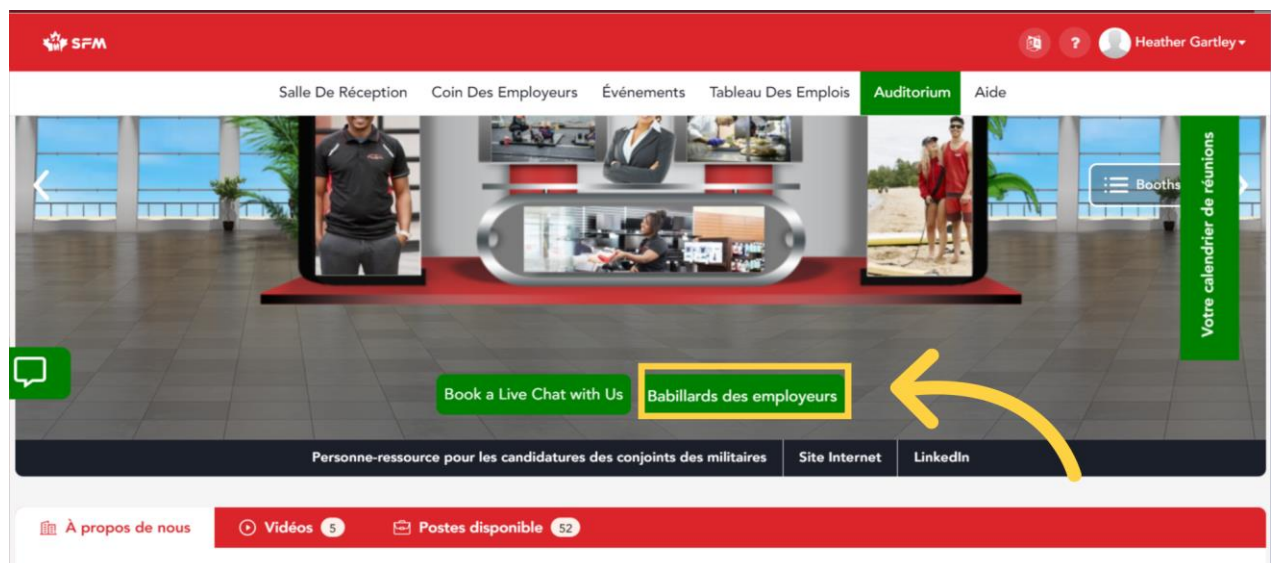 SFM
? Heather Gartley
Salle De Réception Coin Des Employeurs Événements Tableau Des Emplois Auditorium Aide
Booths
Votre calendrier de réunions
Book a Live Chat with Us Babillards des employeurs
Personne-ressource pour les candidatures des conjoints des militaires Site Internet LinkedIn
À propos de nous Vidéos 5 Postes disponible 52